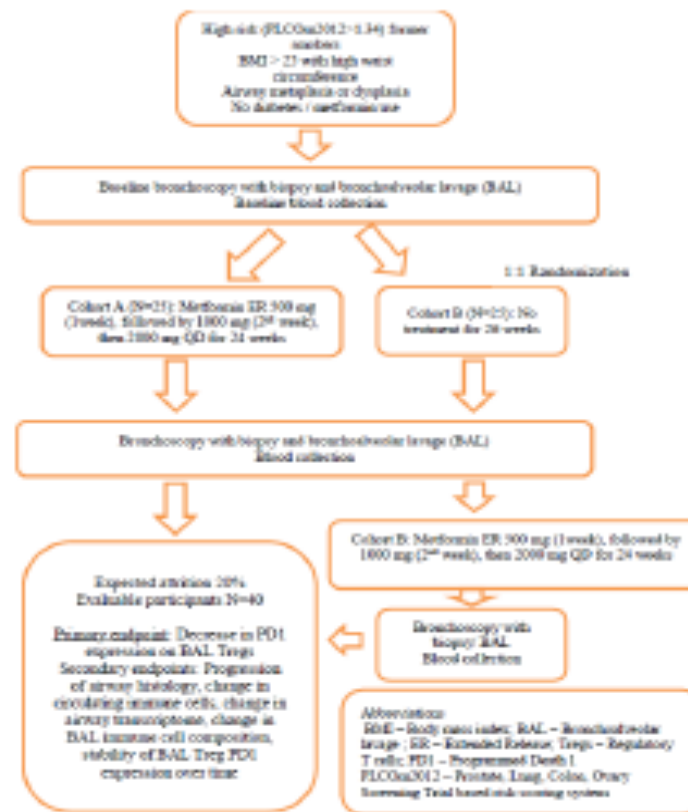 High-risk (PLCOm2012>1.34) former
smokers
BMI > 25 with high waist
circumference
Airway metaplasia or dysplasia
No diabetes / metformin use
Baseline bronchoscopy with biopsy and bronchoalveolar lavage (BAL)
Baseline blood collection
1:1 Randomization
Cohort A (N=25): Metformin ER 500 mg
(1week), followed by 1000 mg (2nd week),
then 2000 mg QD for 24 weeks
Cohort B (N=25): No
treatment for weeks
Bronchoscopy with biopsy and bronchoalveolar lavage (BAL)
Blood collection
Cohort B: Metformin ER 500 mg (1week), followed by
1000 mg (2nd week), then 2000 mg QD for 24 weeks
Expected attrition 20%
Evaluable participants N=40
Primary endpoint: Decrease in PD1
expression on BAL Tregs
Secondary endpoints: Progression
of airway histology, change in
circulating immune cells, change in
airway transcriptome, change in
BAL immune cell composition,
stability of BAL Treg PD1
expression over time
Bronchoscopy with
biopsy BAL
Blood collection
Abbreviations
– Body mass index; BAL – Bronchoalveolar
lavage ; ER – Extended Release; Tregs – Regulatory
T cells; PD1 – Programmed Death 1
PLCOm2012 – Prostate, Lung, Colon, Ovary
Screening Trial based risk scoring system